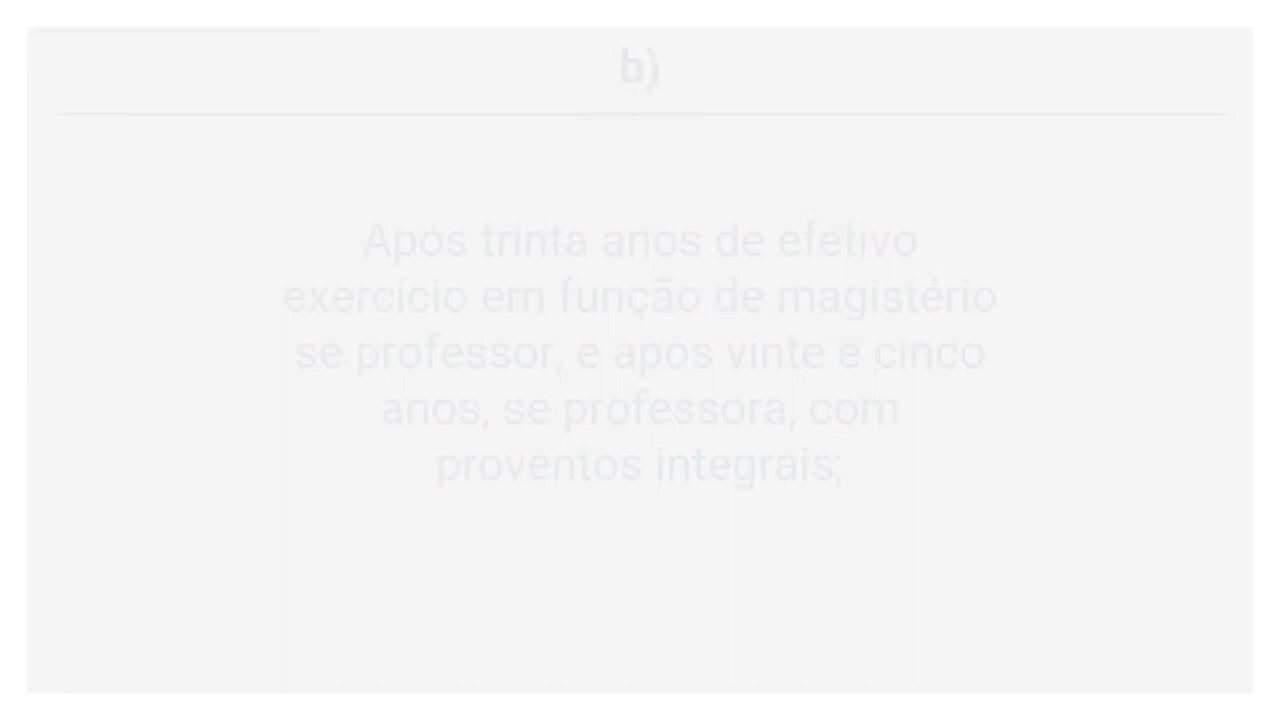 b)
Após trinta anos de efetivo
exercício em função de magistério
se professor, e após vinte e cinco
anos, se professora, com
proventos integrais;